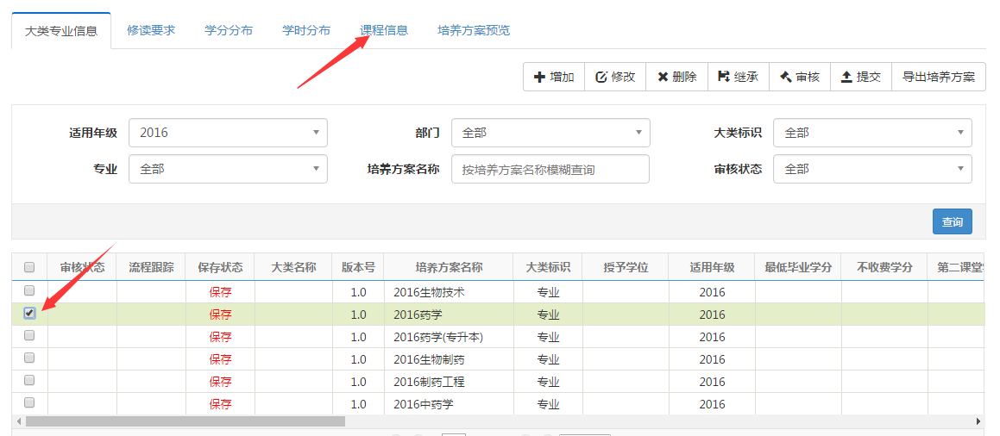 大类专业信息 修读要求 学分分布 学时分布 课程信息 培养方案预览
增加 修改 删除 继承 审核 提交 导出培养方案
适用年级 2016 部门 全部 大类标识 全部
专业 全部 培养方案名称 按培养方案名称模糊查询 审核状态 全部
查询
审核状态 流程跟踪 保存状态 大类名称 版本号 培养方案名称 大类标识 授予学位 适用年级 最低毕业学分 不收费学分 第二课堂
保存 1.0 2016生物技术 专业 2016
保存 1.0 2016药学 专业 2016
保存 1.0 2016药学(专升本) 专业 2016
保存 1.0 2016生物制药 专业 2016
保存 1.0 2016制药工程 专业 2016
保存 1.0 2016中药学 专业 2016